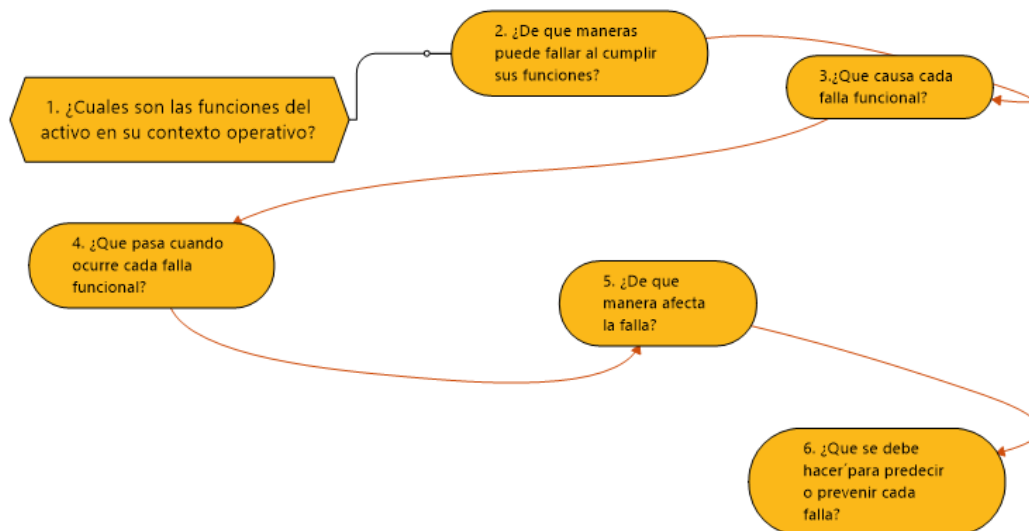 1. ¿Cuales son las funciones del
activo en su contexto operativo?
2. ¿De que maneras
puede fallar al cumplir
sus funciones?
3.¿Que causa cada
falla funcional?
4. ¿Que pasa cuando
ocurre cada falla
funcional?
5. ¿De que
manera afecta
la falla?
6. ¿Que se debe
hacer´para predecir
o prevenir cada
falla?